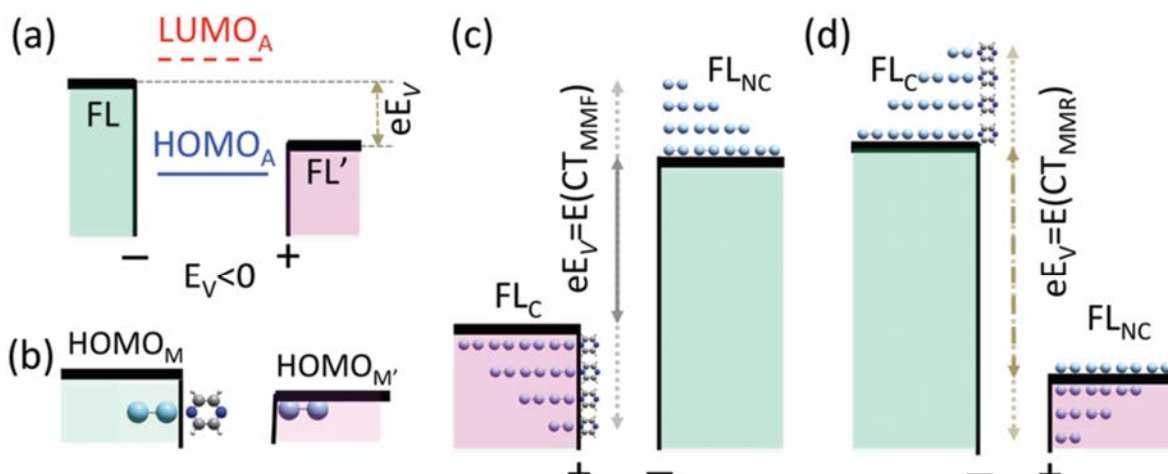 (a)
LUMO_A
FL
HOMO_A
FL'
eE_V
−
E_V<0
+
(b)
HOMO_M
HOMO_M'
(c)
FL_NC
eE_V=E(CT_MMF)
FL_C
+
−
(d)
FL_C
eE_V=E(CT_MMR)
FL_NC
−
+